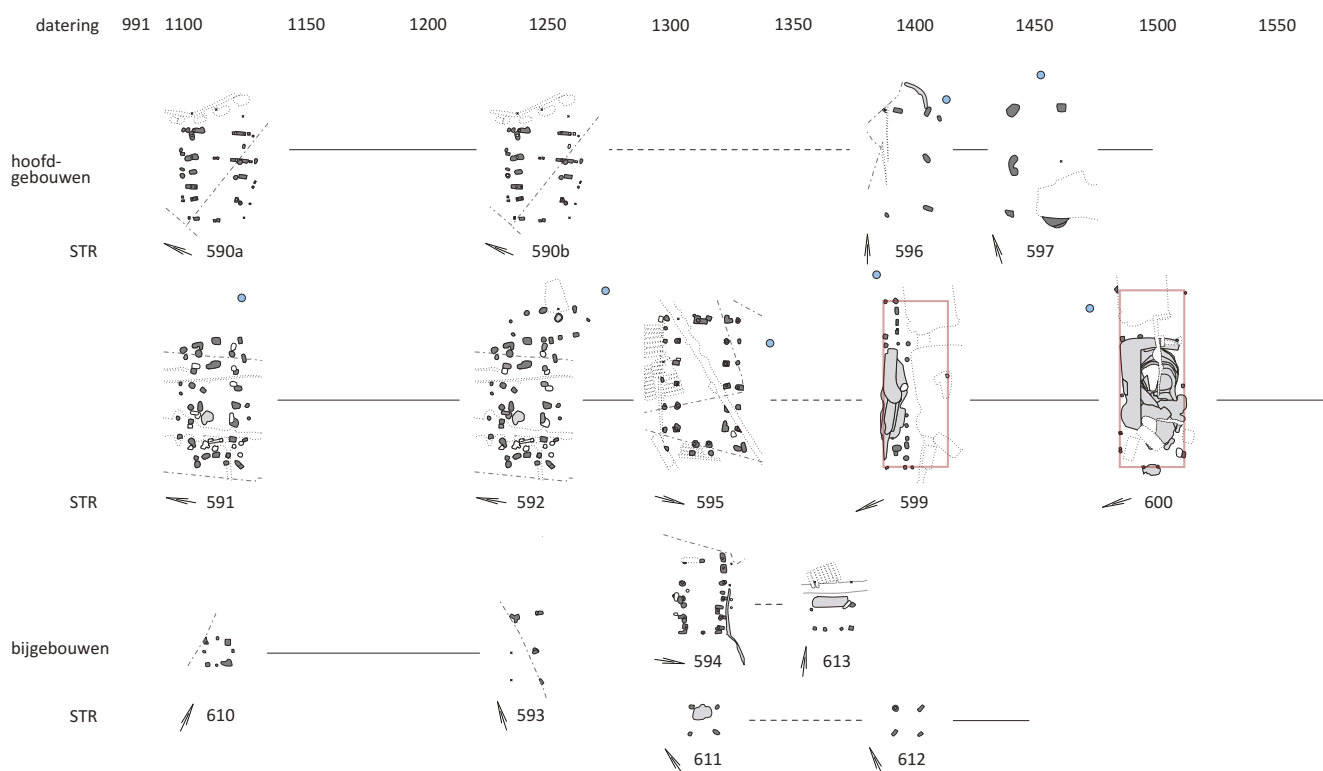 datering 991 1100 1150 1200 1250 1300 1350 1400 1450 1500 1550
hoofd-
gebouwen
STR 590a 590b 596 597
STR 591 592 595 599 600
bijgebouwen
594 613
STR 610 593
611 612